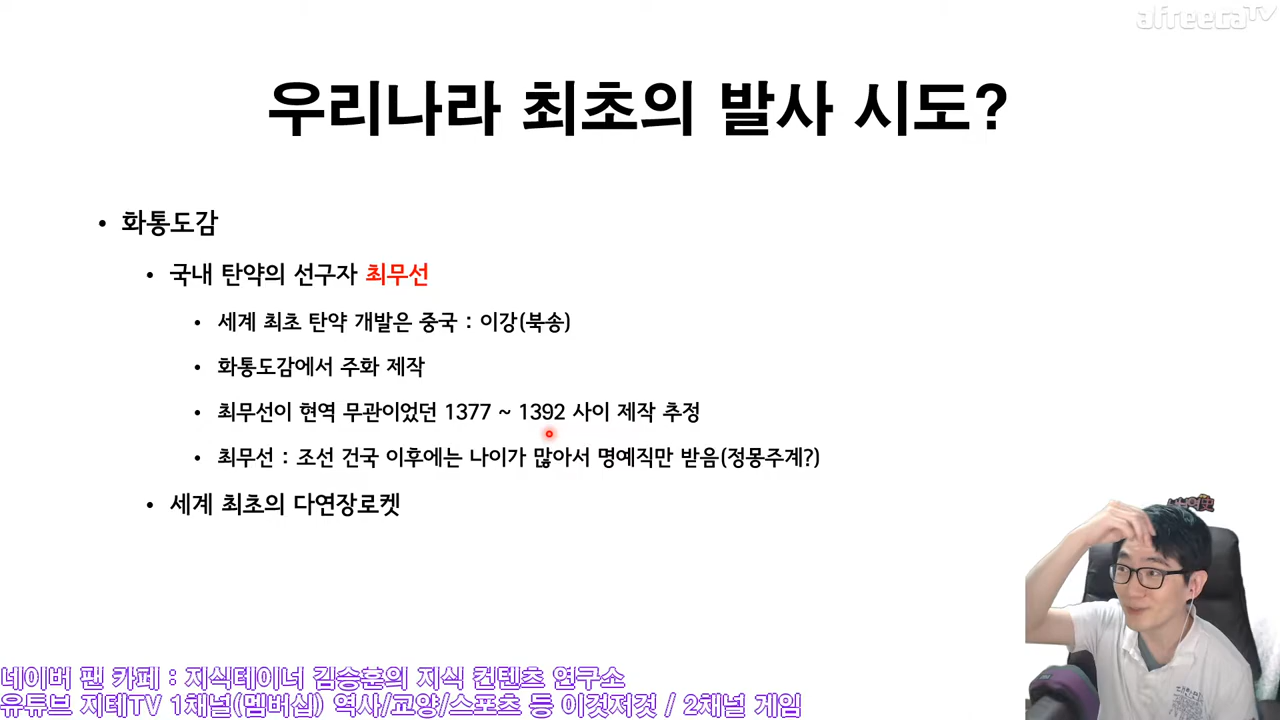 afreecaTV
우리나라 최초의 발사 시도?
• 화통도감
• 국내 탄약의 선구자 최무선
• 세계 최초 탄약 개발은 중국 : 이강(북송)
• 화통도감에서 주화 제작
• 최무선이 현역 무관이었던 1377 ~ 1392 사이 제작 추정
• 최무선 : 조선 건국 이후에는 나이가 많아서 명예직만 받음(정몽주계?)
• 세계 최초의 다연장로켓
네이버 팬 카페 : 지식테이너 김승훈의 지식 컨텐츠 연구소
유튜브 지테TV 1채널(멤버십) 역사/교양/스포츠 등 이것저것 / 2채널 게임